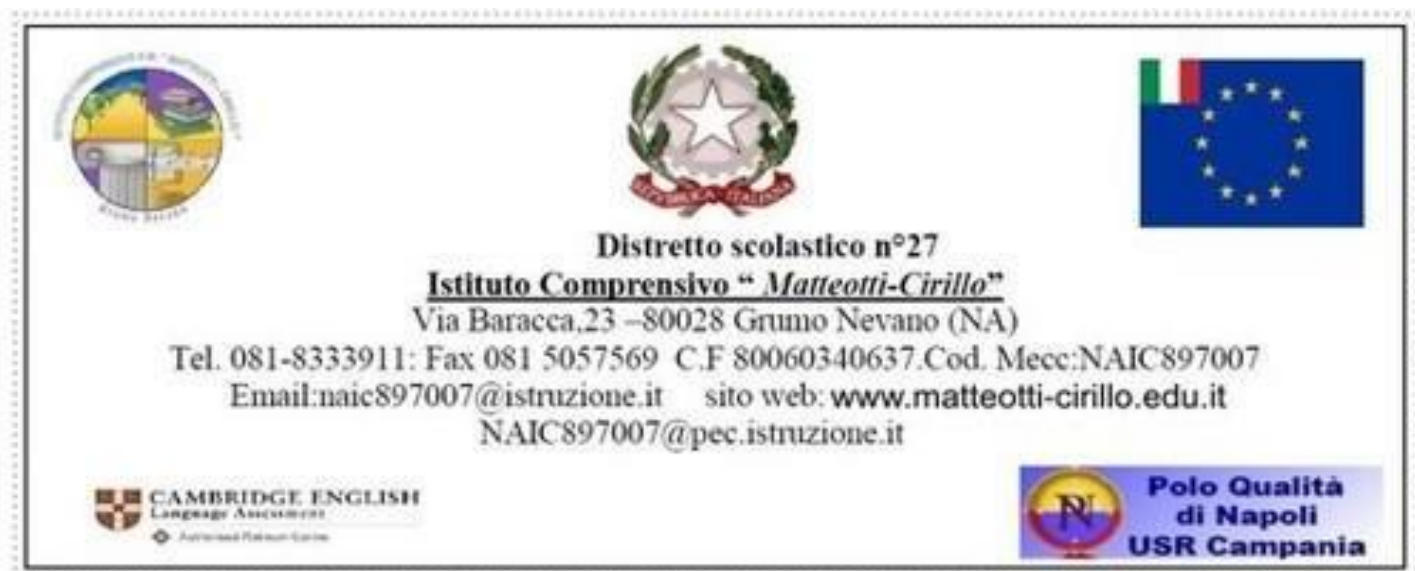 REPVBBLICA ITALIANA
Distretto scolastico n°27
Istituto Comprensivo “ Matteotti-Cirillo”
Via Baracca,23 –80028 Grumo Nevano (NA)
Tel. 081-8333911: Fax 081 5057569 C.F 80060340637.Cod. Mecc:NAIC897007
Email:naic897007@istruzione.it sito web: www.matteotti-cirillo.edu.it
NAIC897007@pec.istruzione.it
CAMBRIDGE ENGLISH
Language Assessment
Polo Qualità
di Napoli
USR Campania